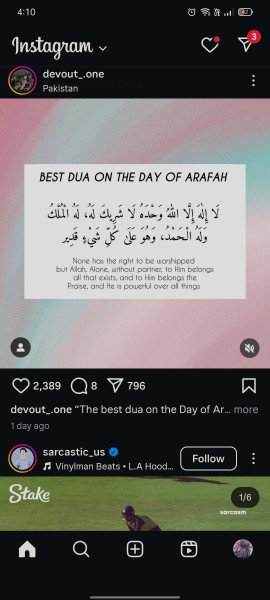 4:10
82
Instagram
3
devout_.one
Pakistan
BEST DUA ON THE DAY OF ARAFAH
لَا إِلٰهَ إِلَّا اللهُ وَحْدَهُ لَا شَرِيكَ لَهُ، لَهُ الْمُلْكُ
وَلَهُ الْحَمْدُ، وَهُوَ عَلَىٰ كُلِّ شَيْءٍ قَدِير
None has the right to be worshipped
but Allah, Alone, without partner, to Him belongs
all that exists, and to Him belongs the
Praise, and He is powerful over all things
2,389 8 796
devout_.one “The best dua on the Day of Ar... more
1 day ago
sarcastic_us
Vinylman Beats • L.A Hood...
Follow
Stake
1/6
sarcasm